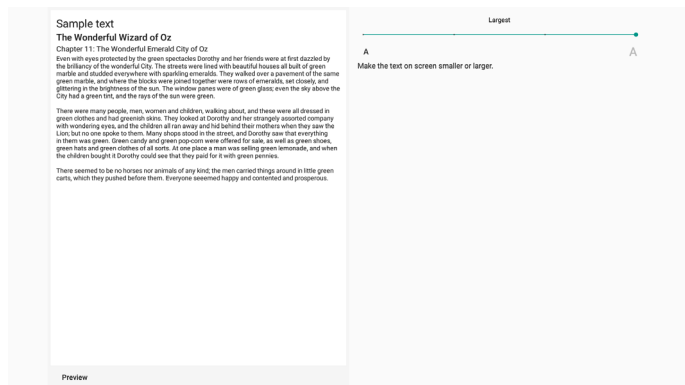 Sample text
The Wonderful Wizard of Oz
Chapter 11: The Wonderful Emerald City of Oz
Even with eyes protected by the green spectacles Dorothy and her friends were at first dazzled by
the brilliancy of the wonderful City. The streets were lined with beautiful houses all built of green
marble and studded everywhere with sparkling emeralds. They walked over a pavement of the same
green marble, and where the blocks were joined together were rows of emeralds, set closely, and
glittering in the brightness of the sun. The window panes were of green glass; even the sky above the
City had a green tint, and the rays of the sun were green.
There were many people, men, women and children, walking about, and these were all dressed in
green clothes and had greenish skins. They looked at Dorothy and her strangely assorted company
with wondering eyes, and the children all ran away and hid behind their mothers when they saw the
Lion; but no one spoke to them. Many shops stood in the street, and Dorothy saw that everything
in them was green. Green candy and green pop-corn were offered for sale, as well as green shoes,
green hats and green clothes of all sorts. At one place a man was selling green lemonade, and when
the children bought it Dorothy could see that they paid for it with green pennies.
There seemed to be no horses nor animals of any kind; the men carried things around in little green
carts, which they pushed before them. Everyone seeemed happy and contented and prosperous.
Preview
Largest
A A
Make the text on screen smaller or larger.